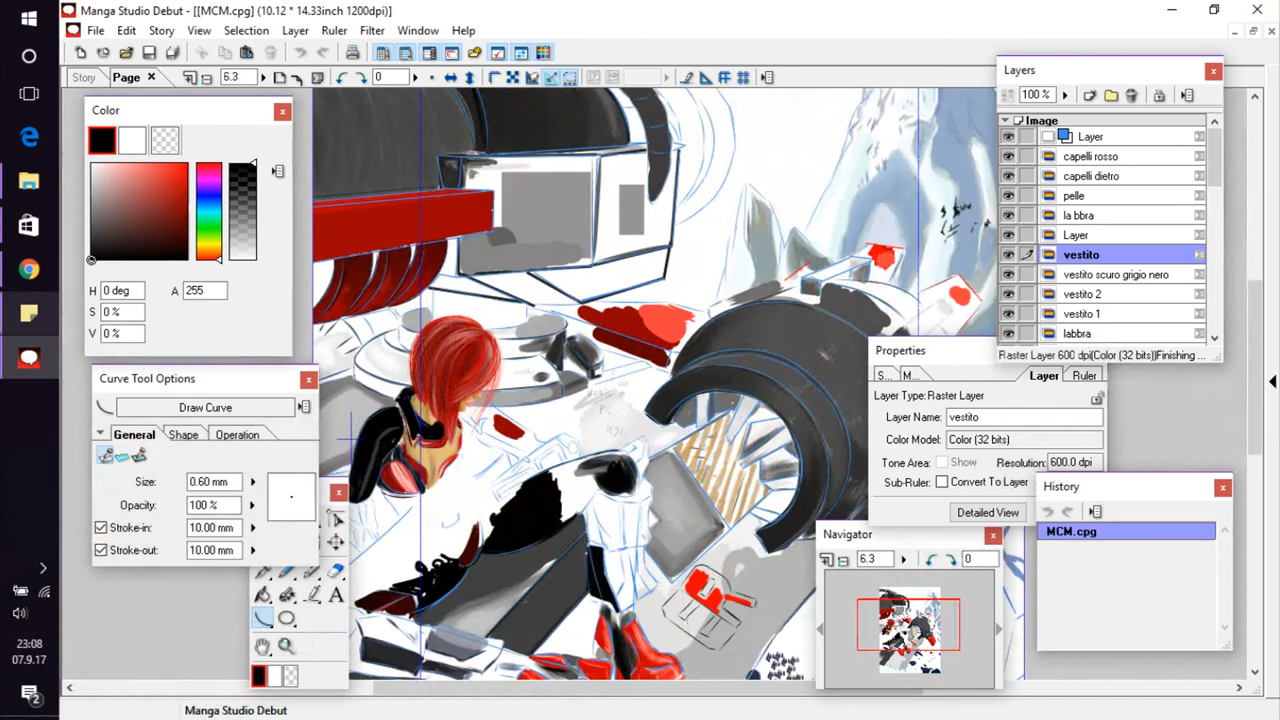 Manga Studio Debut - [[MCM.cpg] (10.12 * 14.33inch 1200dpi)]
File Edit Story View Selection Layer Ruler Filter Window Help
Story Page 6.3 0
Color
H 0 deg A 255
S 0 %
V 0 %
Curve Tool Options
Draw Curve
General Shape Operation
Size: 0.60 mm
Opacity: 100 %
Stroke-in: 10.00 mm
Stroke-out: 10.00 mm
A
Layers
100 %
Image
Layer
capelli rosso
capelli dietro
pelle
la bbra
Layer
vestito
vestito scuro grigio nero
vestito 2
vestito 1
labbra
Raster Layer 600 dpi(Color (32 bits))Finishing ...
Properties
S... M... Layer Ruler
Layer Type: Raster Layer
Layer Name: vestito
Color Model: Color (32 bits)
Tone Area: Show Resolution: 600.0 dpi
Sub-Ruler: Convert To Layer
Detailed View
History
MCM.cpg
Navigator
6.3 0
23:08
07.9.17
2
Manga Studio Debut